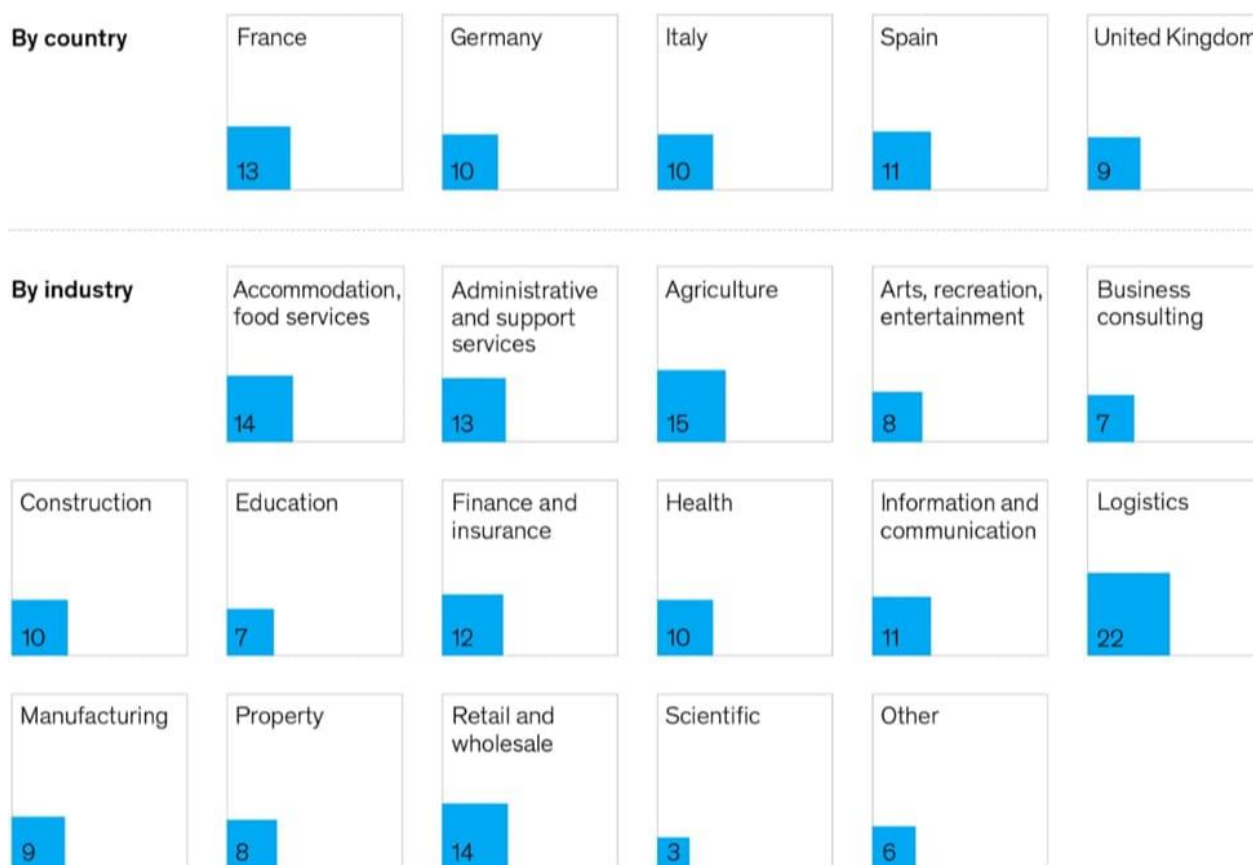 By country
France
Germany
Italy
Spain
United Kingdom
13
10
10
11
9
By industry
Accommodation,
food services
Administrative
and support
services
Agriculture
Arts, recreation,
entertainment
Business
consulting
14
13
15
8
7
Construction
Education
Finance and
insurance
Health
Information and
communication
Logistics
10
7
12
10
11
22
Manufacturing
Property
Retail and
wholesale
Scientific
Other
9
8
14
3
6